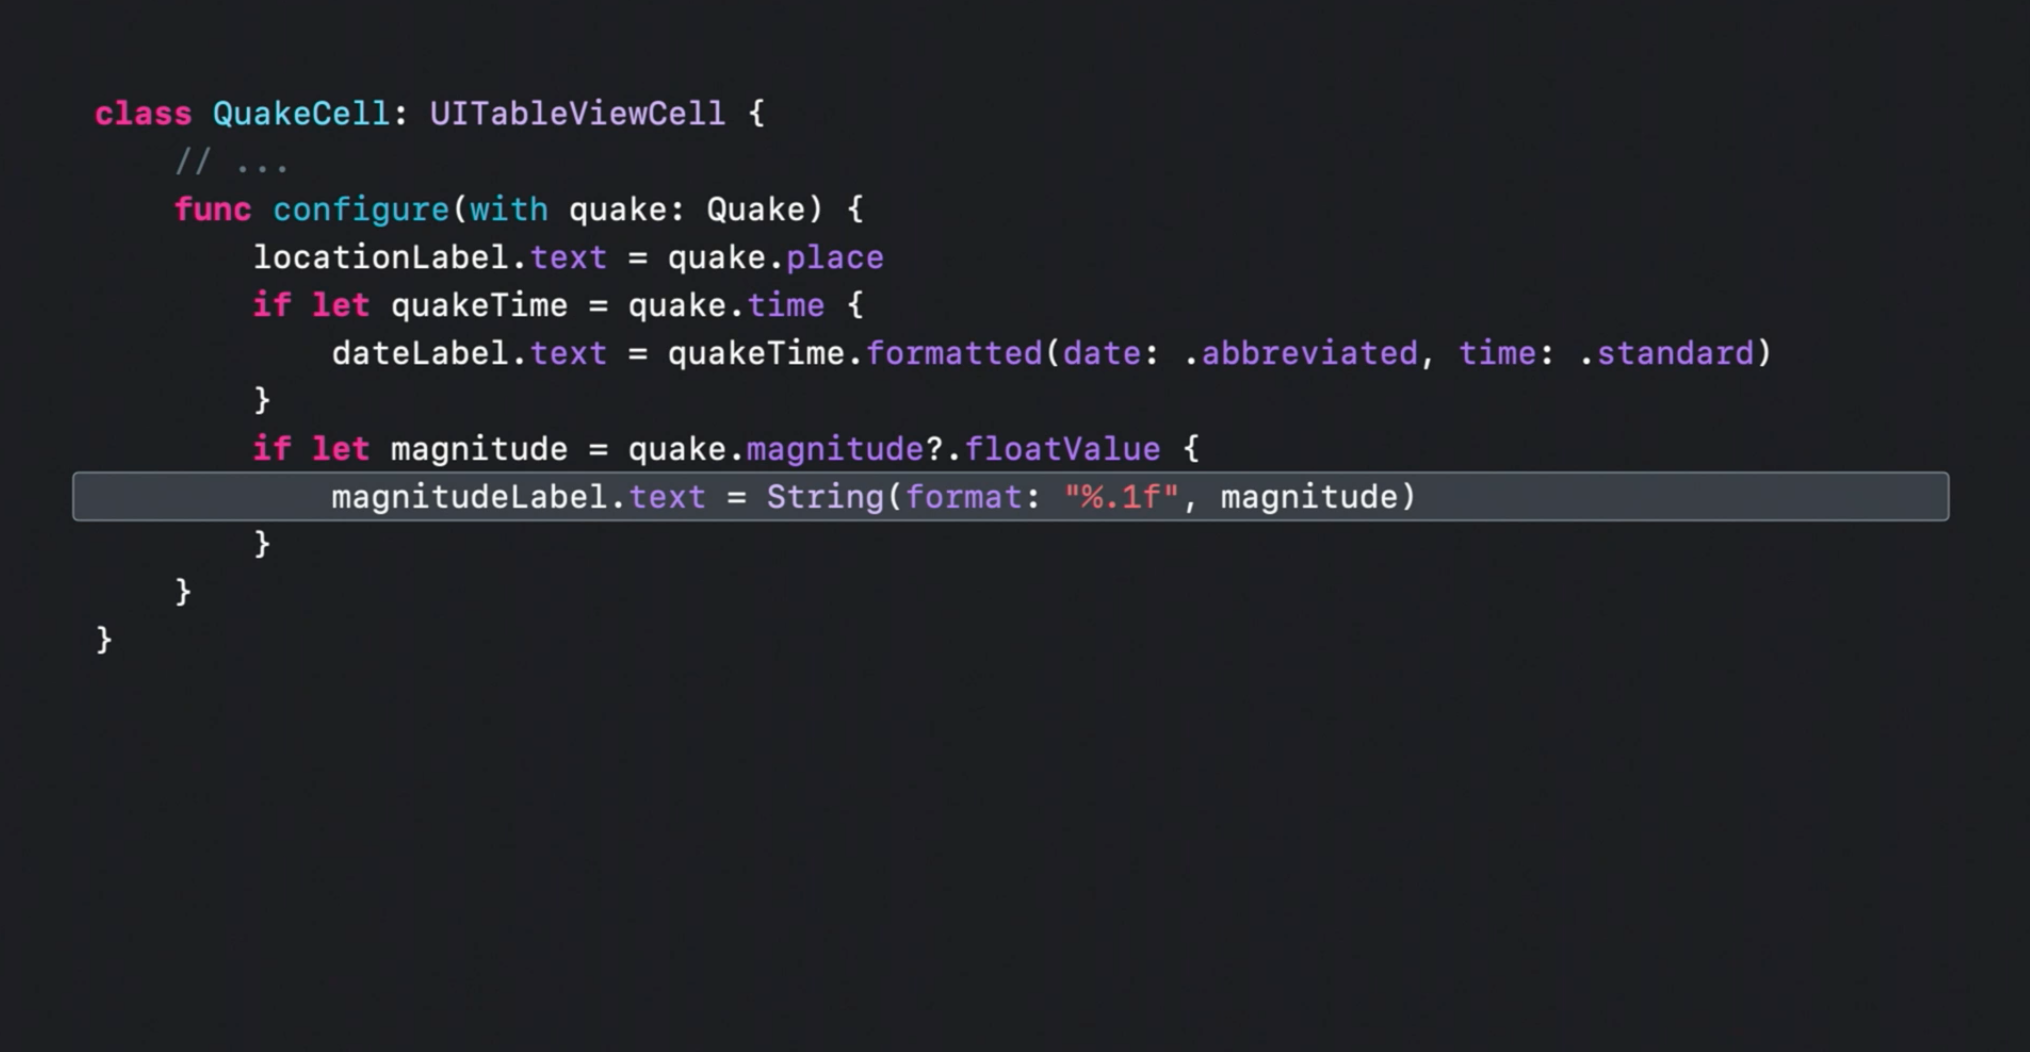 class QuakeCell: UITableViewCell {
    // ...
    func configure(with quake: Quake) {
        locationLabel.text = quake.place
        if let quakeTime = quake.time {
            dateLabel.text = quakeTime.formatted(date: .abbreviated, time: .standard)
        }
        if let magnitude = quake.magnitude?.floatValue {
            magnitudeLabel.text = String(format: "%.1f", magnitude)
        }
    }
}